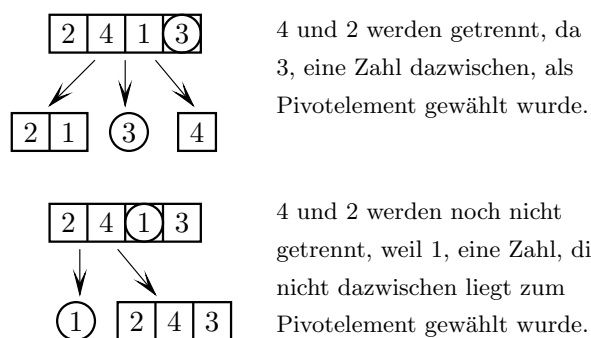 2 4 1 3
4 und 2 werden getrennt, da
3, eine Zahl dazwischen, als
Pivotelement gewählt wurde.
2 1 3 4
2 4 1 3
4 und 2 werden noch nicht
getrennt, weil 1, eine Zahl, di
nicht dazwischen liegt zum
Pivotelement gewählt wurde.
1 2 4 3